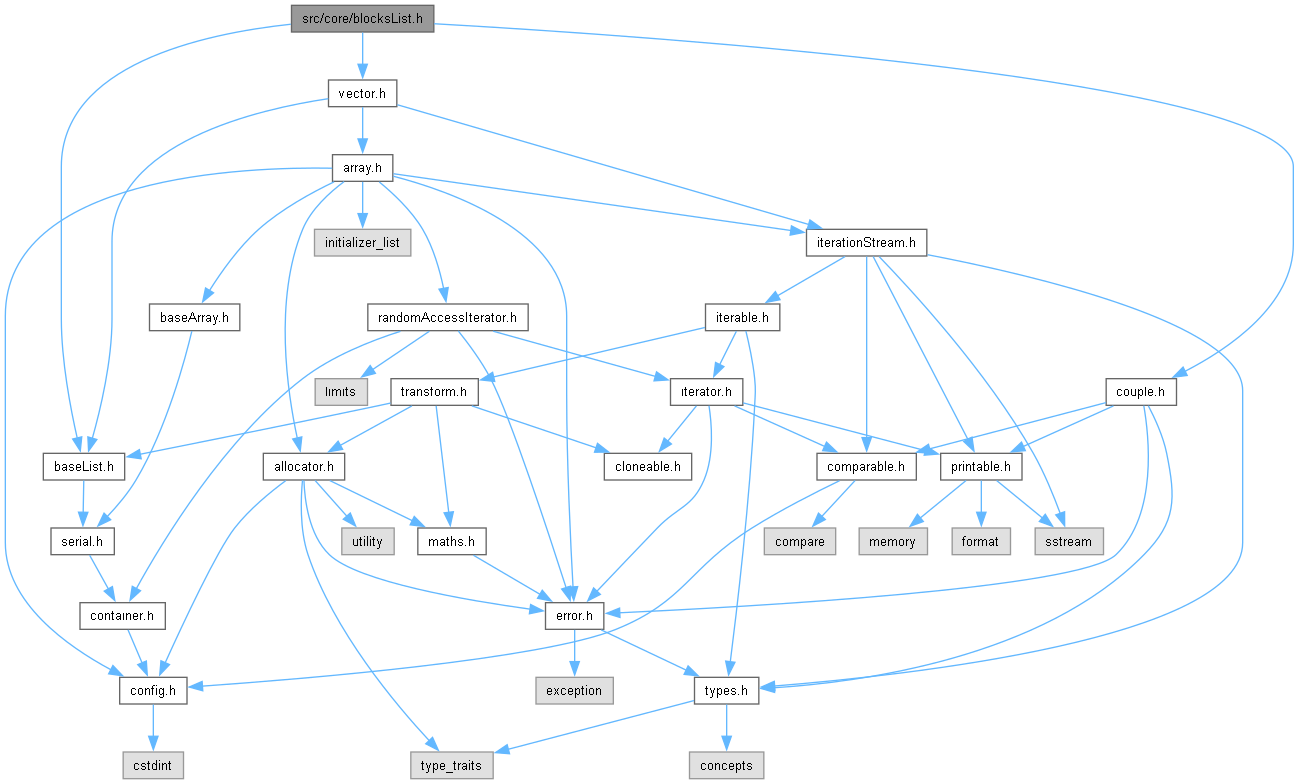 src/core/blocksList.h
vector.h
array.h
initializer_list
iterationStream.h
baseArray.h
randomAccessIterator.h
iterable.h
limits
transform.h
iterator.h
couple.h
baseList.h
allocator.h
cloneable.h
comparable.h
printable.h
serial.h
utility
maths.h
compare
memory
format
sstream
container.h
error.h
config.h
exception
types.h
cstdint
type_traits
concepts